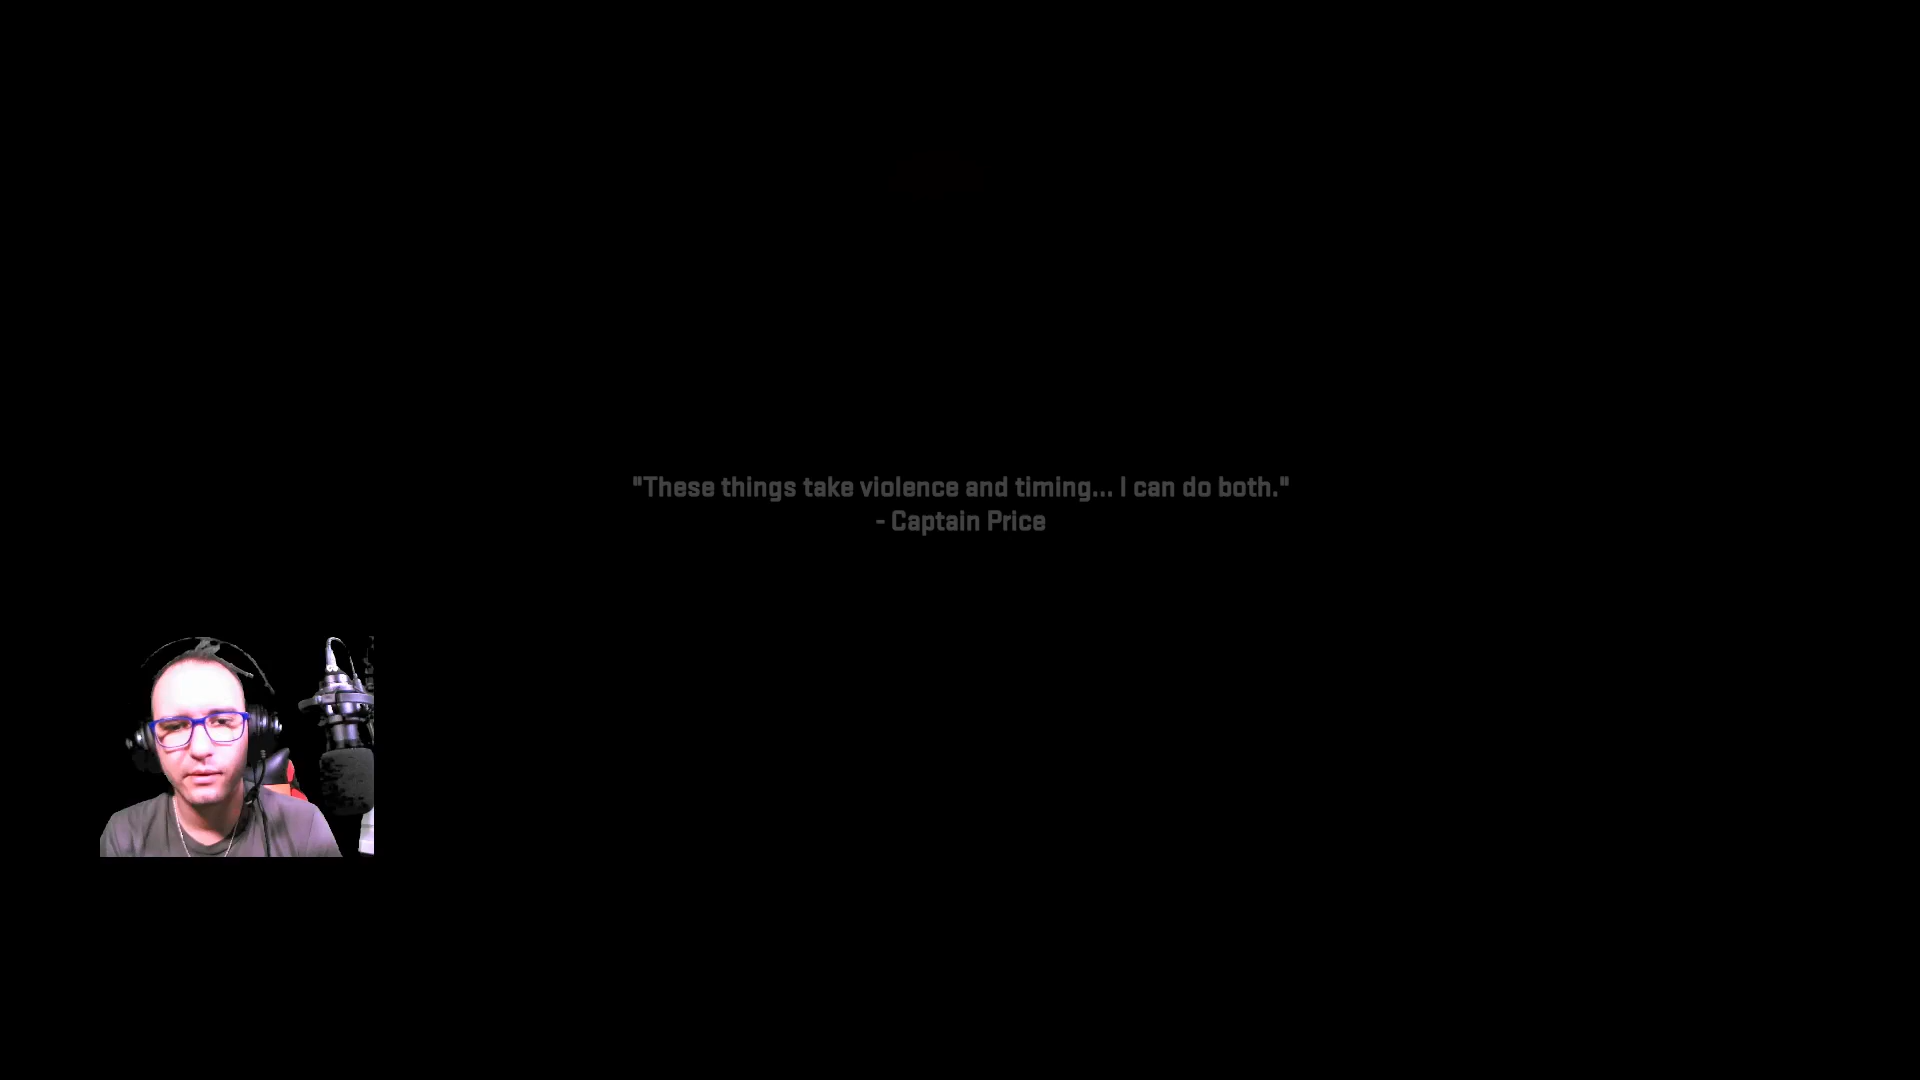 "These things take violence and timing... I can do both."
- Captain Price